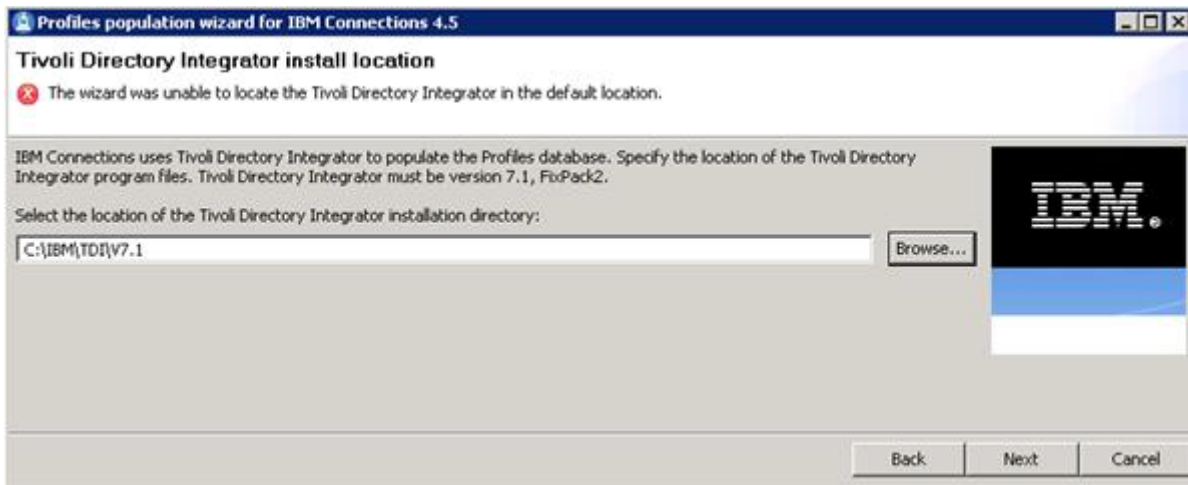 Profiles population wizard for IBM Connections 4.5
Tivoli Directory Integrator install location
The wizard was unable to locate the Tivoli Directory Integrator in the default location.
IBM Connections uses Tivoli Directory Integrator to populate the Profiles database. Specify the location of the Tivoli Directory
Integrator program files. Tivoli Directory Integrator must be version 7.1, FixPack2.
Select the location of the Tivoli Directory Integrator installation directory:
C:\IBM\TDI\V7.1
Browse...
IBM®
Back
Next
Cancel